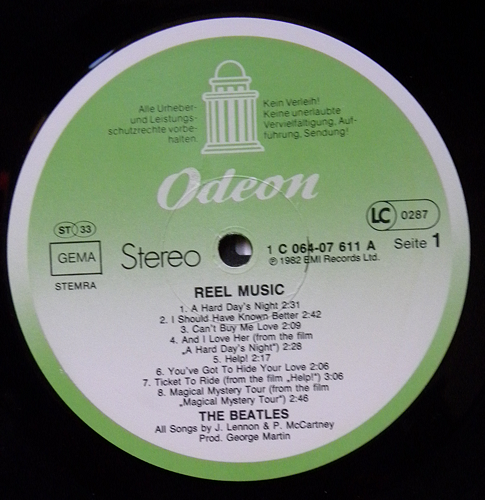 Alle Urheber-
und Leistungs-
schutzrechte vorbe-
halten
Kein Verleih!
Keine unerlaubte
Vervielfältigung, Auf-
führung, Sendung!
Odeon
ST 33
GEMA
STEMRA
Stereo
LC 0287
1 C 064-07 611 A
Seite 1
℗ 1982 EMI Records Ltd.
REEL MUSIC
1. A Hard Day's Night 2:31
2. I Should Have Known Better 2:42
3. Can't Buy Me Love 2:09
4. And I Love Her (from the film
„A Hard Day's Night") 2:28
5. Help! 2:17
6. You've Got To Hide Your Love 2:06
7. Ticket To Ride (from the film „Help!") 3:06
8. Magical Mystery Tour (from the film
„Magical Mystery Tour") 2:46
THE BEATLES
All Songs by J. Lennon & P. McCartney
Prod. George Martin